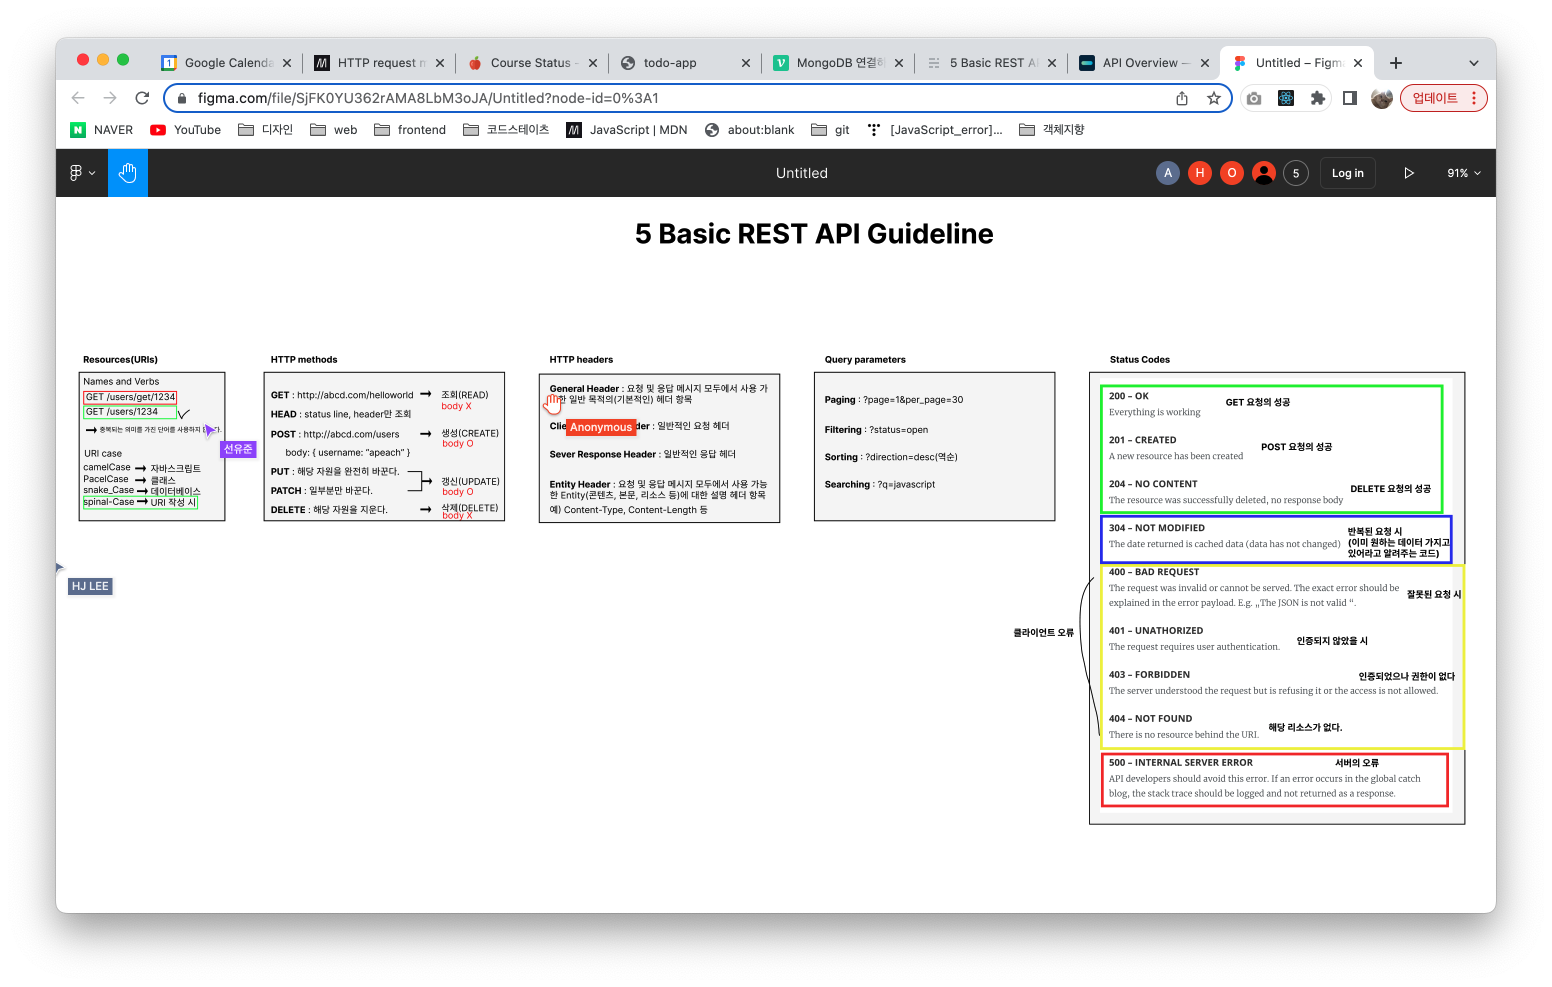 Google Calenda
HTTP request m
Course Status -
todo-app
MongoDB 연결하
5 Basic REST A
API Overview —
Untitled – Figm
figma.com/file/SjFK0YU362rAMA8LbM3oJA/Untitled?node-id=0%3A1
업데이트
NAVER
YouTube
디자인
web
frontend
코드스테이츠
JavaScript | MDN
about:blank
git
[JavaScript_error]...
객체지향
Untitled
A
H
O
5
Log in
91%
5 Basic REST API Guideline
Resources(URIs)
Names and Verbs
GET /users/get/1234
GET /users/1234
중복되는 의미를 가진 단어를 사용하지
다.
선유준
URI case
camelCase → 자바스크립트
PacelCase → 클래스
snake_Case → 데이터베이스
spinal-Case → URI 작성 시
HJ LEE
HTTP methods
GET : http://abcd.com/helloworld → 조회(READ)
body X
HEAD : status line, header만 조회
POST : http://abcd.com/users → 생성(CREATE)
body O
body: { username: “apeach” }
PUT : 해당 자원을 완전히 바꾼다.
갱신(UPDATE)
body O
PATCH : 일부분만 바꾼다.
DELETE : 해당 자원을 지운다. → 삭제(DELETE)
body X
HTTP headers
General Header : 요청 및 응답 메시지 모두에서 사용 가
한 일반 목적의(기본적인) 헤더 항목
Clie
Anonymous
der : 일반적인 요청 헤더
Sever Response Header : 일반적인 응답 헤더
Entity Header : 요청 및 응답 메시지 모두에서 사용 가능
한 Entity(콘텐츠, 본문, 리소스 등)에 대한 설명 헤더 항목
예) Content-Type, Content-Length 등
Query parameters
Paging : ?page=1&per_page=30
Filtering : ?status=open
Sorting : ?direction=desc(역순)
Searching : ?q=javascript
Status Codes
200 – OK
Everything is working
GET 요청의 성공
201 – CREATED
A new resource has been created
POST 요청의 성공
204 – NO CONTENT
The resource was successfully deleted, no response body
DELETE 요청의 성공
304 – NOT MODIFIED
The date returned is cached data (data has not changed)
반복된 요청 시
(이미 원하는 데이터 가지고
있어라고 알려주는 코드)
400 – BAD REQUEST
The request was invalid or cannot be served. The exact error should be
explained in the error payload. E.g. „The JSON is not valid “.
잘못된 요청 시
클라이언트 오류
401 – UNATHORIZED
The request requires user authentication.
인증되지 않았을 시
403 – FORBIDDEN
The server understood the request but is refusing it or the access is not allowed.
인증되었으나 권한이 없다
404 – NOT FOUND
There is no resource behind the URI.
해당 리소스가 없다.
500 – INTERNAL SERVER ERROR
서버의 오류
API developers should avoid this error. If an error occurs in the global catch
blog, the stack trace should be logged and not returned as a response.